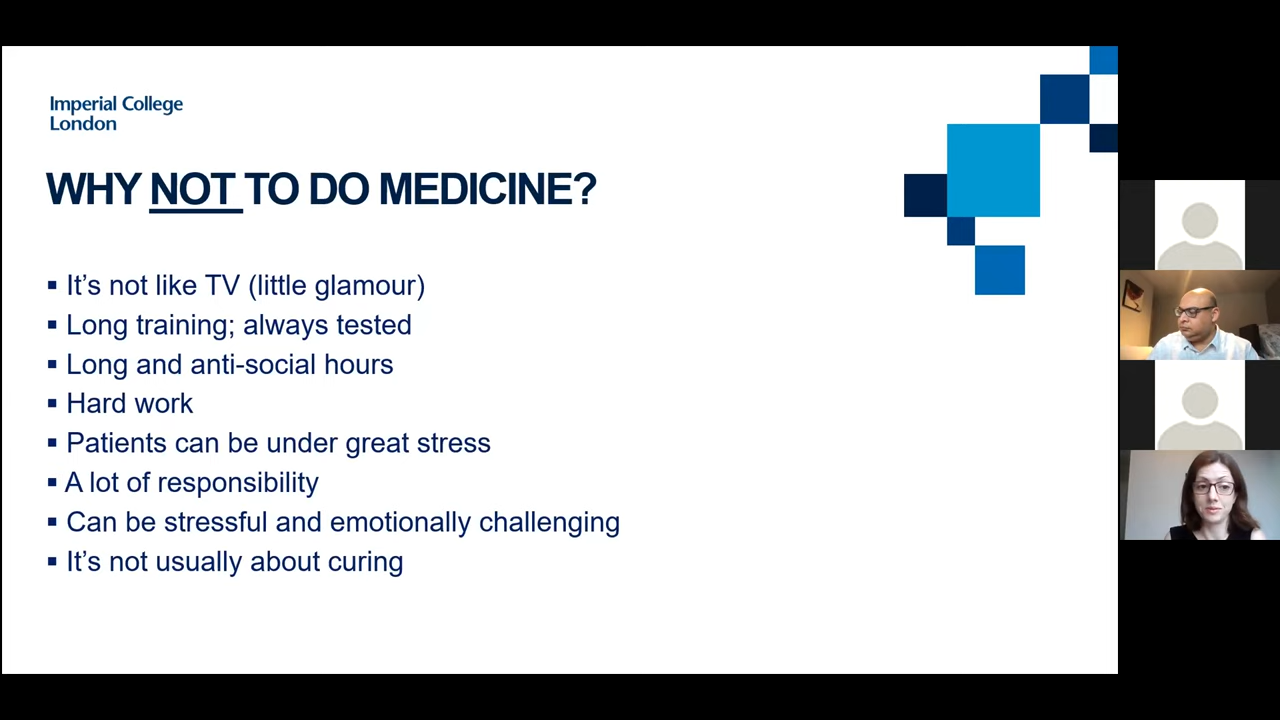 Imperial College
London
WHY NOT TO DO MEDICINE?
▪ It’s not like TV (little glamour)
▪ Long training; always tested
▪ Long and anti-social hours
▪ Hard work
▪ Patients can be under great stress
▪ A lot of responsibility
▪ Can be stressful and emotionally challenging
▪ It’s not usually about curing